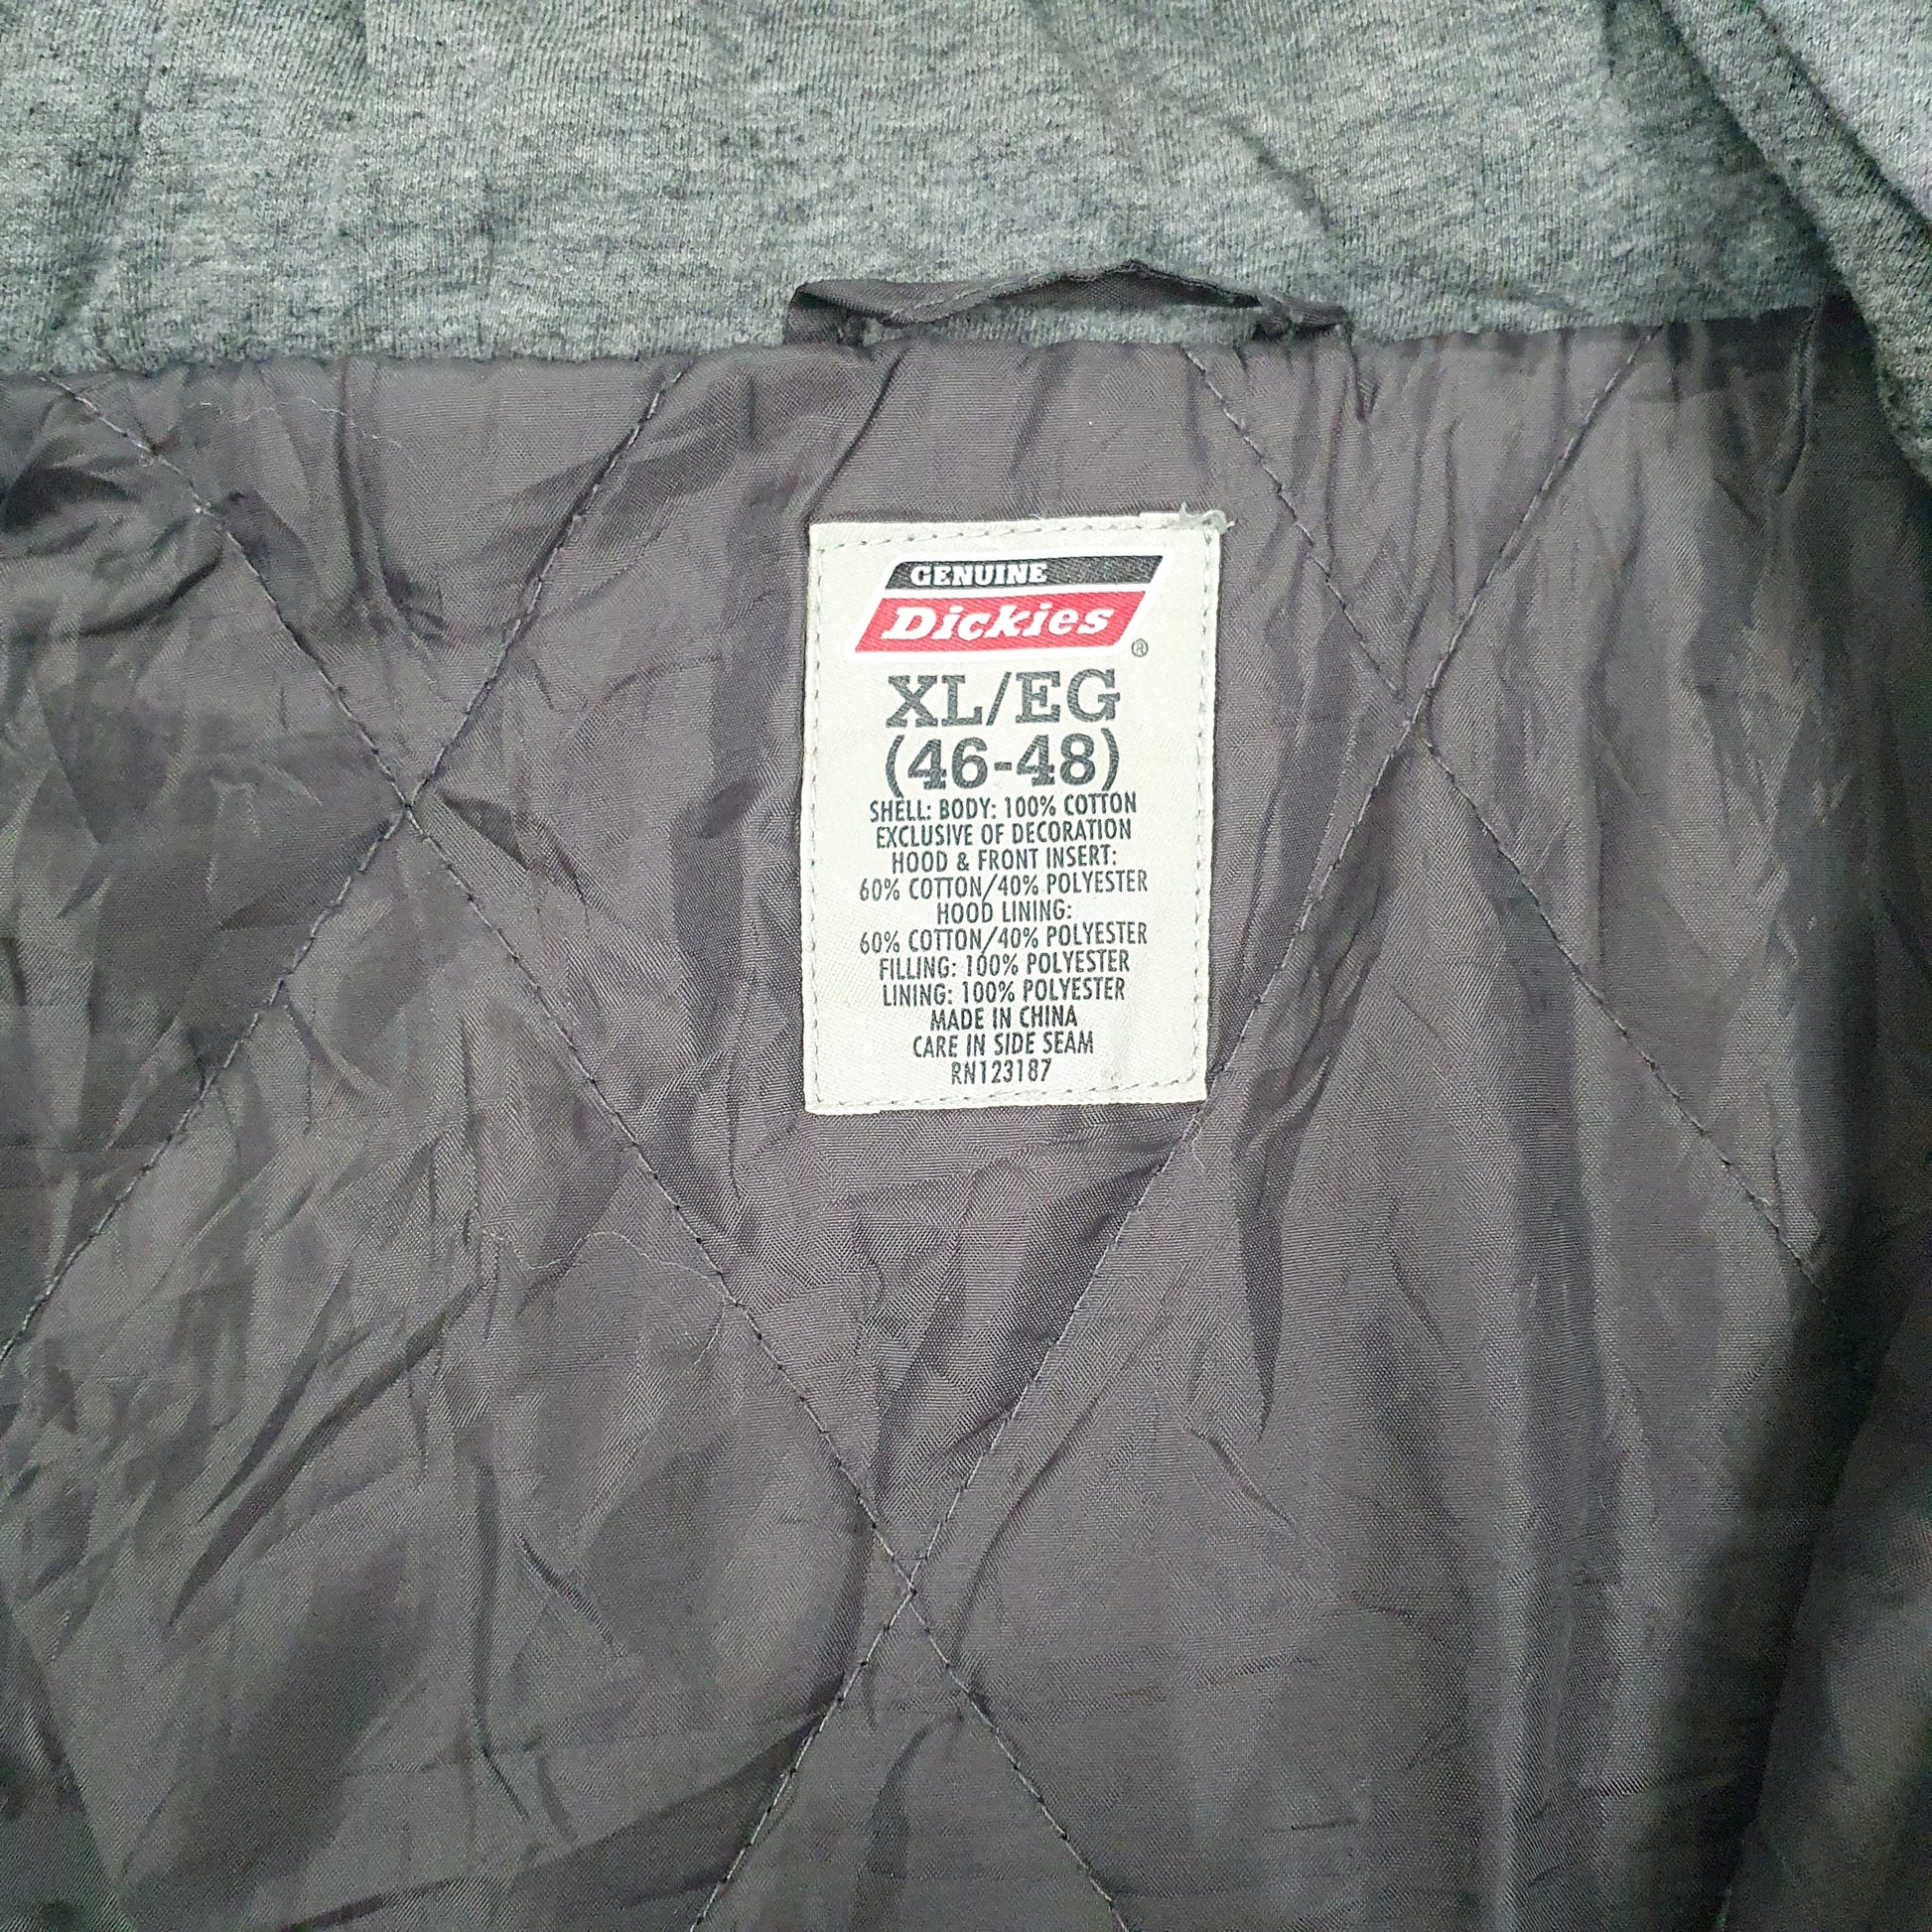 GENUINE
Dickies®
XL/EG
(46-48)
SHELL: BODY: 100% COTTON
EXCLUSIVE OF DECORATION
HOOD & FRONT INSERT:
60% COTTON/40% POLYESTER
HOOD LINING:
60% COTTON/40% POLYESTER
FILLING: 100% POLYESTER
LINING: 100% POLYESTER
MADE IN CHINA
CARE IN SIDE SEAM
RN123187